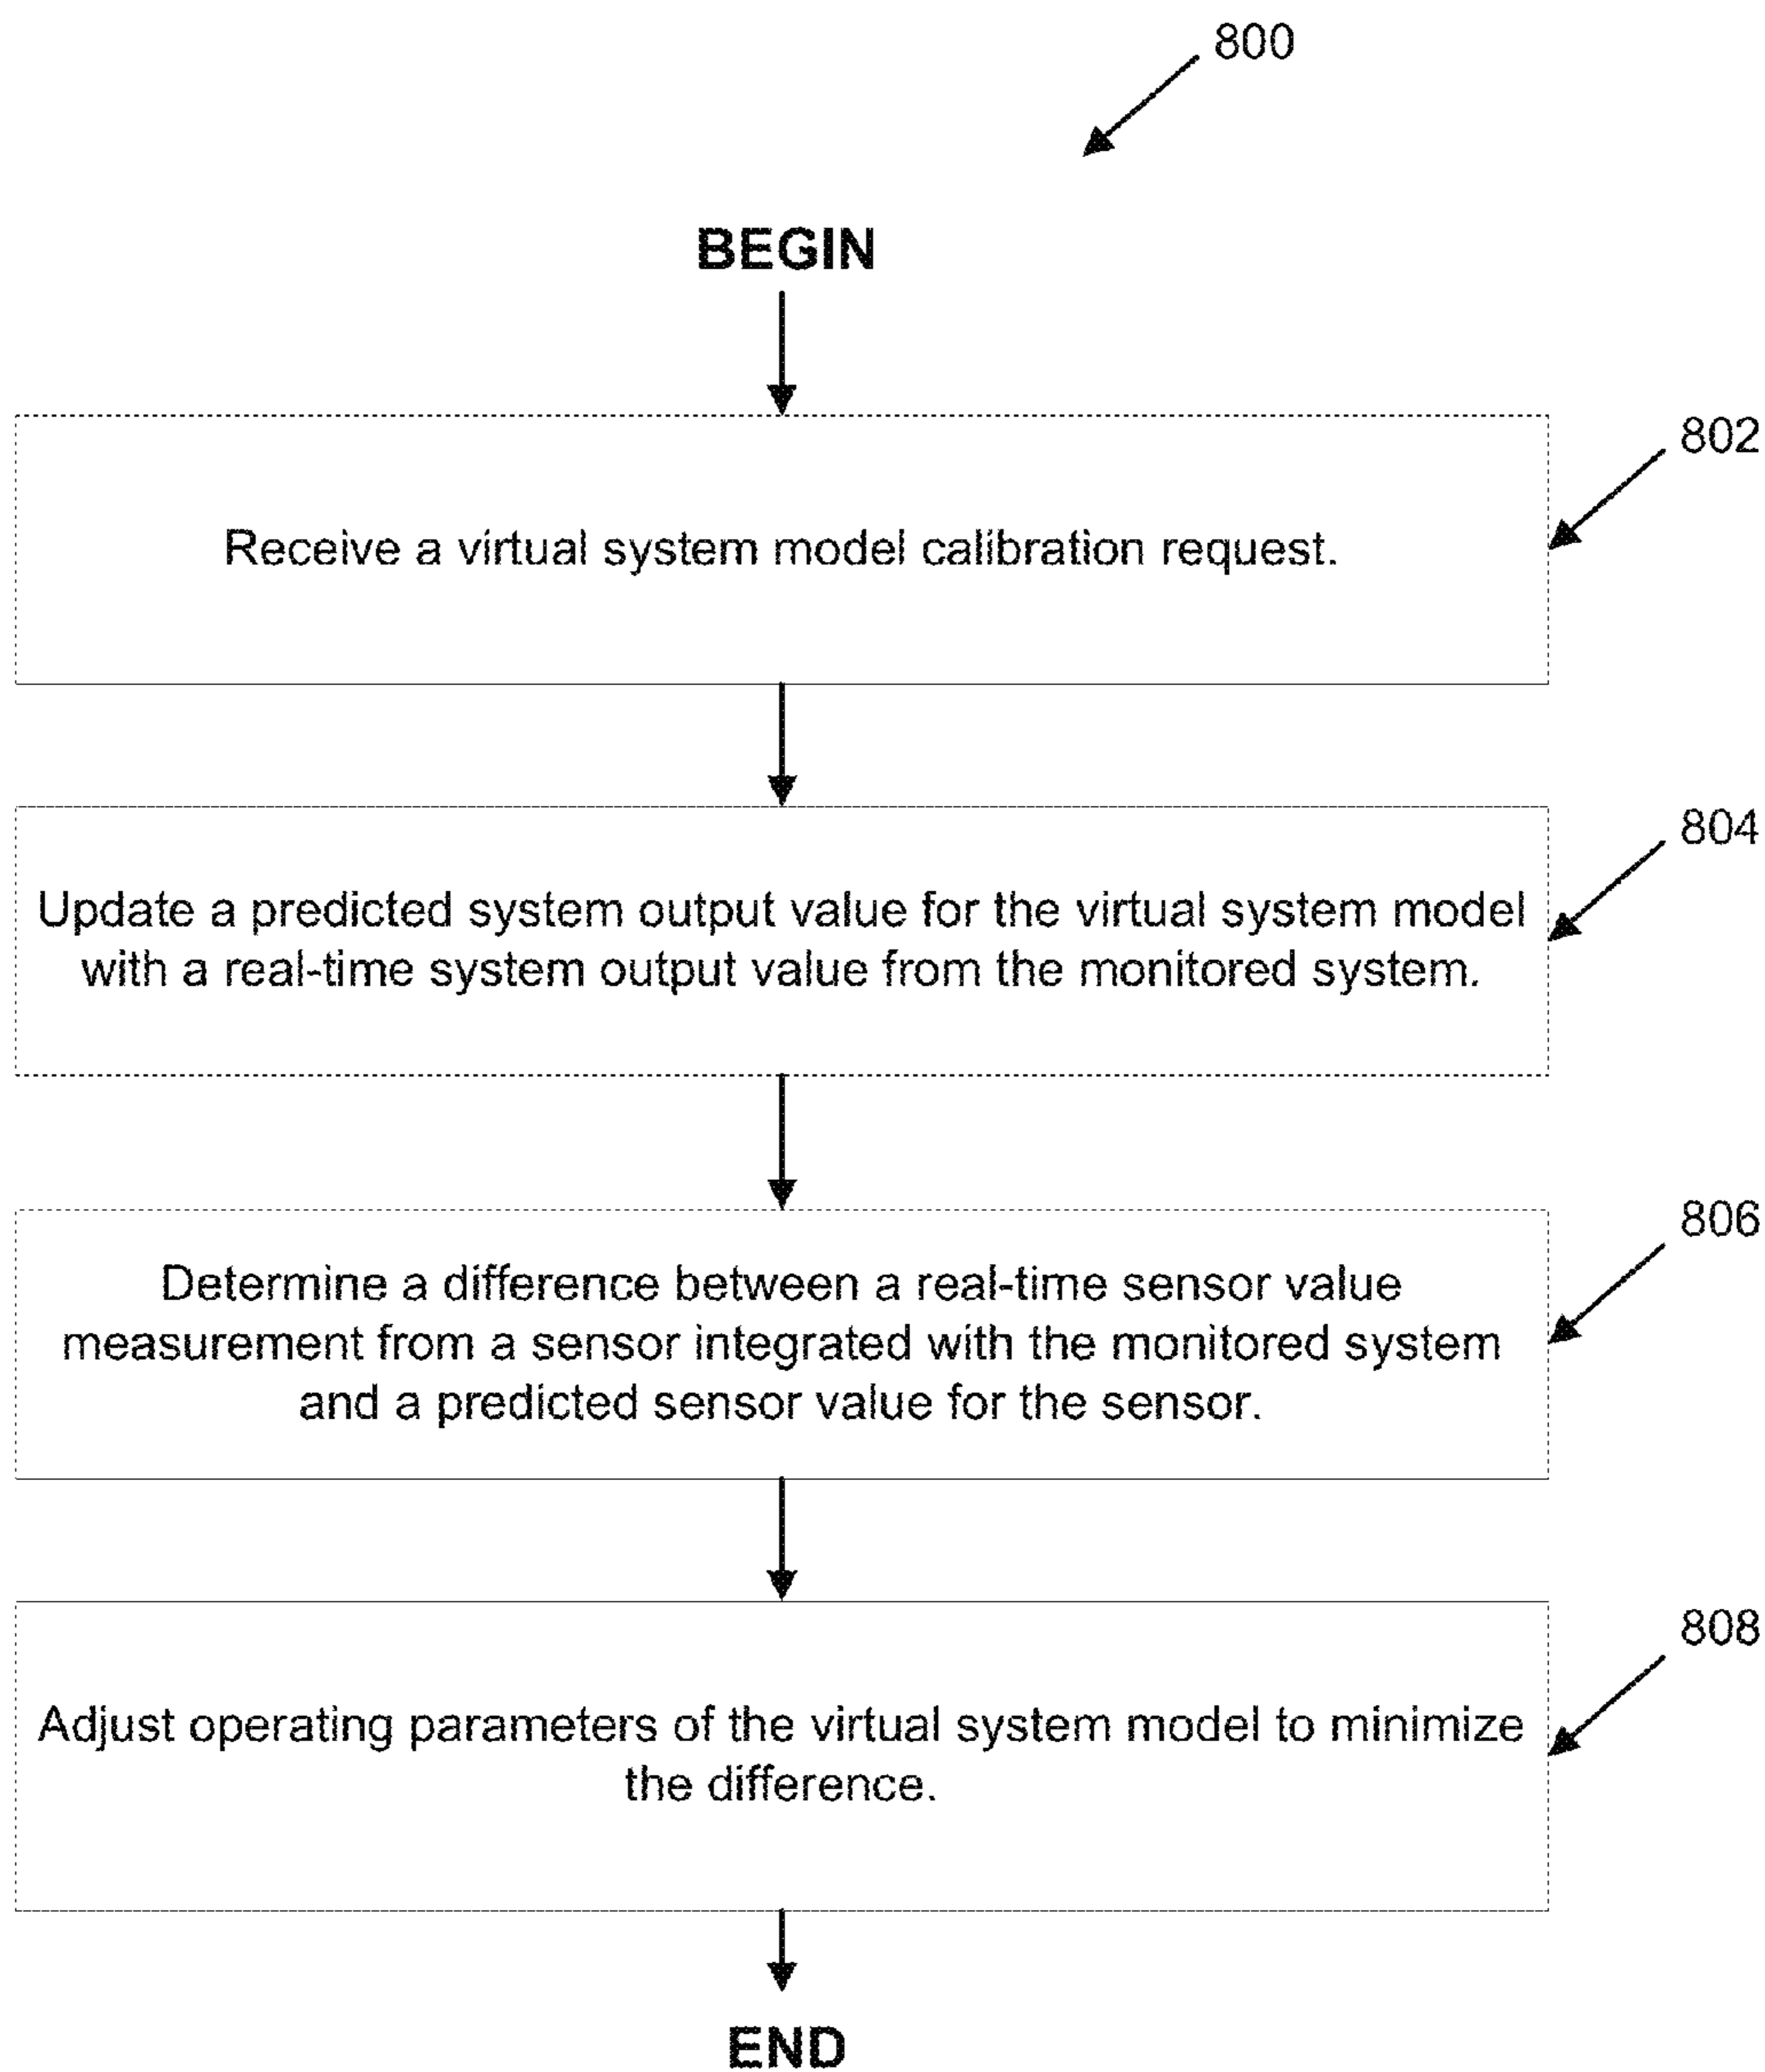 800
BEGIN
802
Receive a virtual system model calibration request.
804
Update a predicted system output value for the virtual system model
with a real-time system output value from the monitored system.
806
Determine a difference between a real-time sensor value
measurement from a sensor integrated with the monitored system
and a predicted sensor value for the sensor.
808
Adjust operating parameters of the virtual system model to minimize
the difference.
END